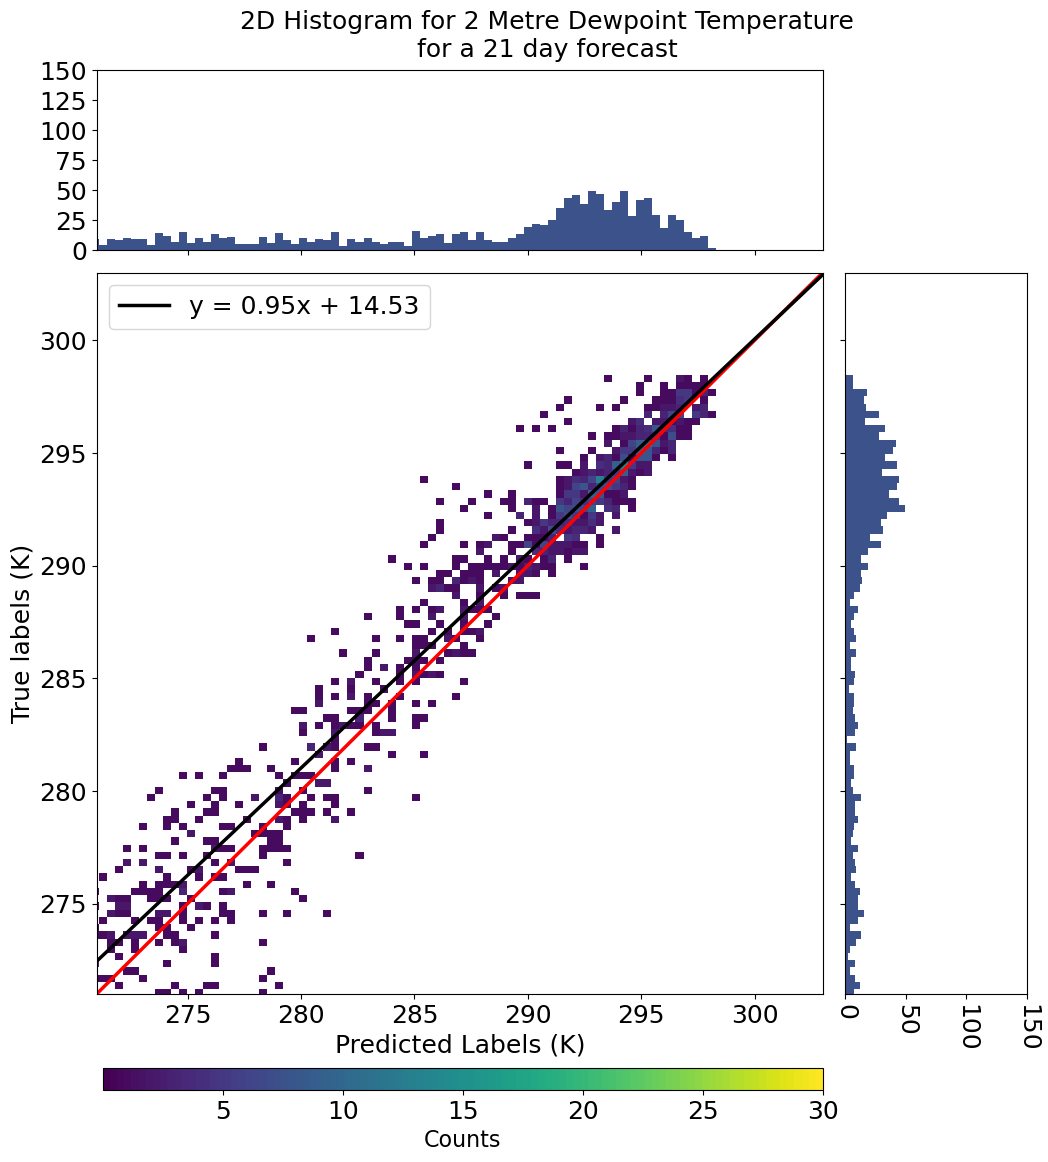 2D Histogram for 2 Metre Dewpoint Temperature
for a 21 day forecast
150
125
100
75
50
25
0
y = 0.95x + 14.53
True labels (K)
300
295
290
285
280
275
275 280 285 290 295 300
Predicted Labels (K)
0 50 100 150
5 10 15 20 25 30
Counts